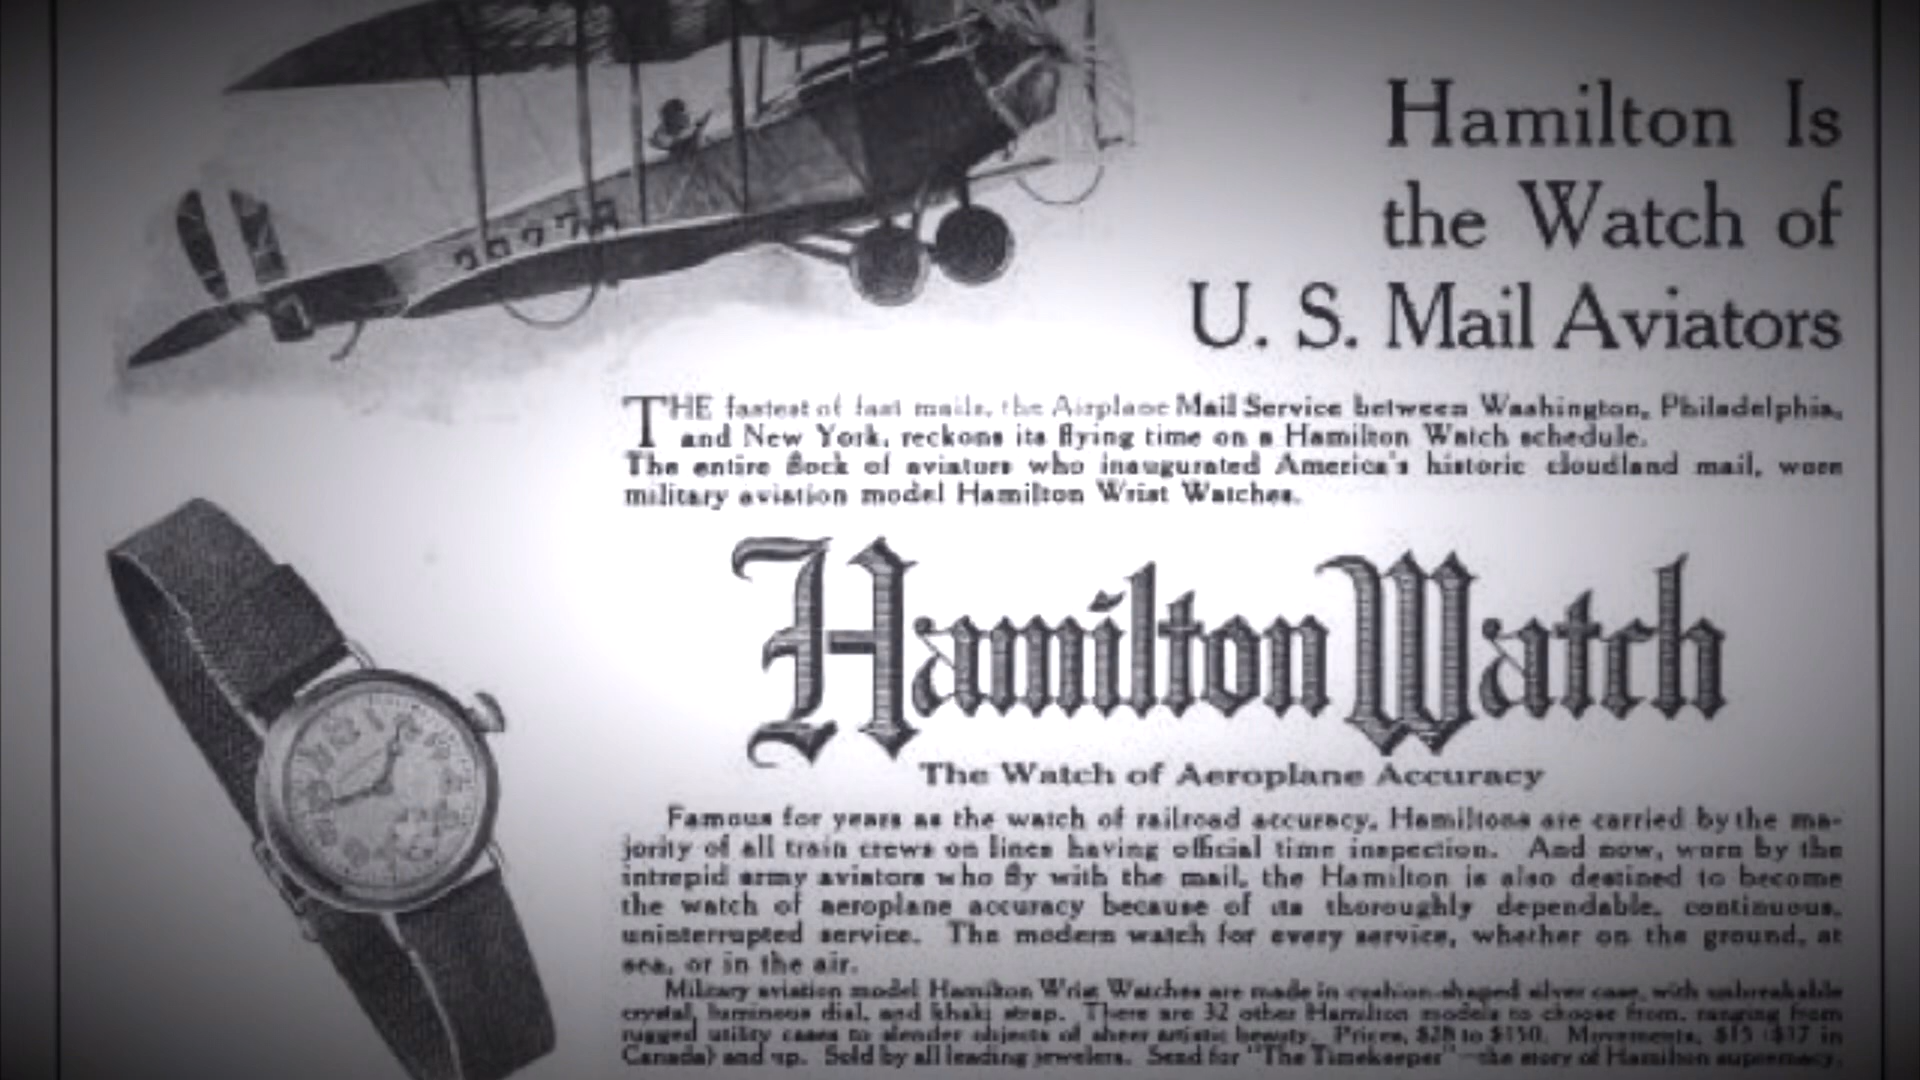 Hamilton Is
the Watch of
U. S. Mail Aviators
THE fastest of fast mails, the Airplane Mail Service between Washington, Philadelphia,
and New York, reckons its flying time on a Hamilton Watch schedule.
The entire flock of aviators who inaugurated America's historic cloudland mail, wore
military aviation model Hamilton Wrist Watches.
Hamilton Watch
The Watch of Aeroplane Accuracy
Famous for years as the watch of railroad accuracy, Hamiltons are carried by the ma-
jority of all train crews on lines having official time inspection. And now, worn by the
intrepid army aviators who fly with the mail, the Hamilton is also destined to become
the watch of aeroplane accuracy because of its thoroughly dependable, continuous,
uninterrupted service. The modern watch for every service, whether on the ground, at
sea, or in the air.
Military aviation model Hamilton Wrist Watches are made in cushion-shaped silver case, with unbreakable
crystal, luminous dial, and khaki strap. There are 32 other Hamilton models to choose from, ranging from
rugged utility cases to slender objects of sheer artistic beauty. Prices, $28 to $150. Movements, $15 ($17 in
Canada) and up. Sold by all leading jewelers. Send for "The Timekeeper"—the story of Hamilton supremacy.